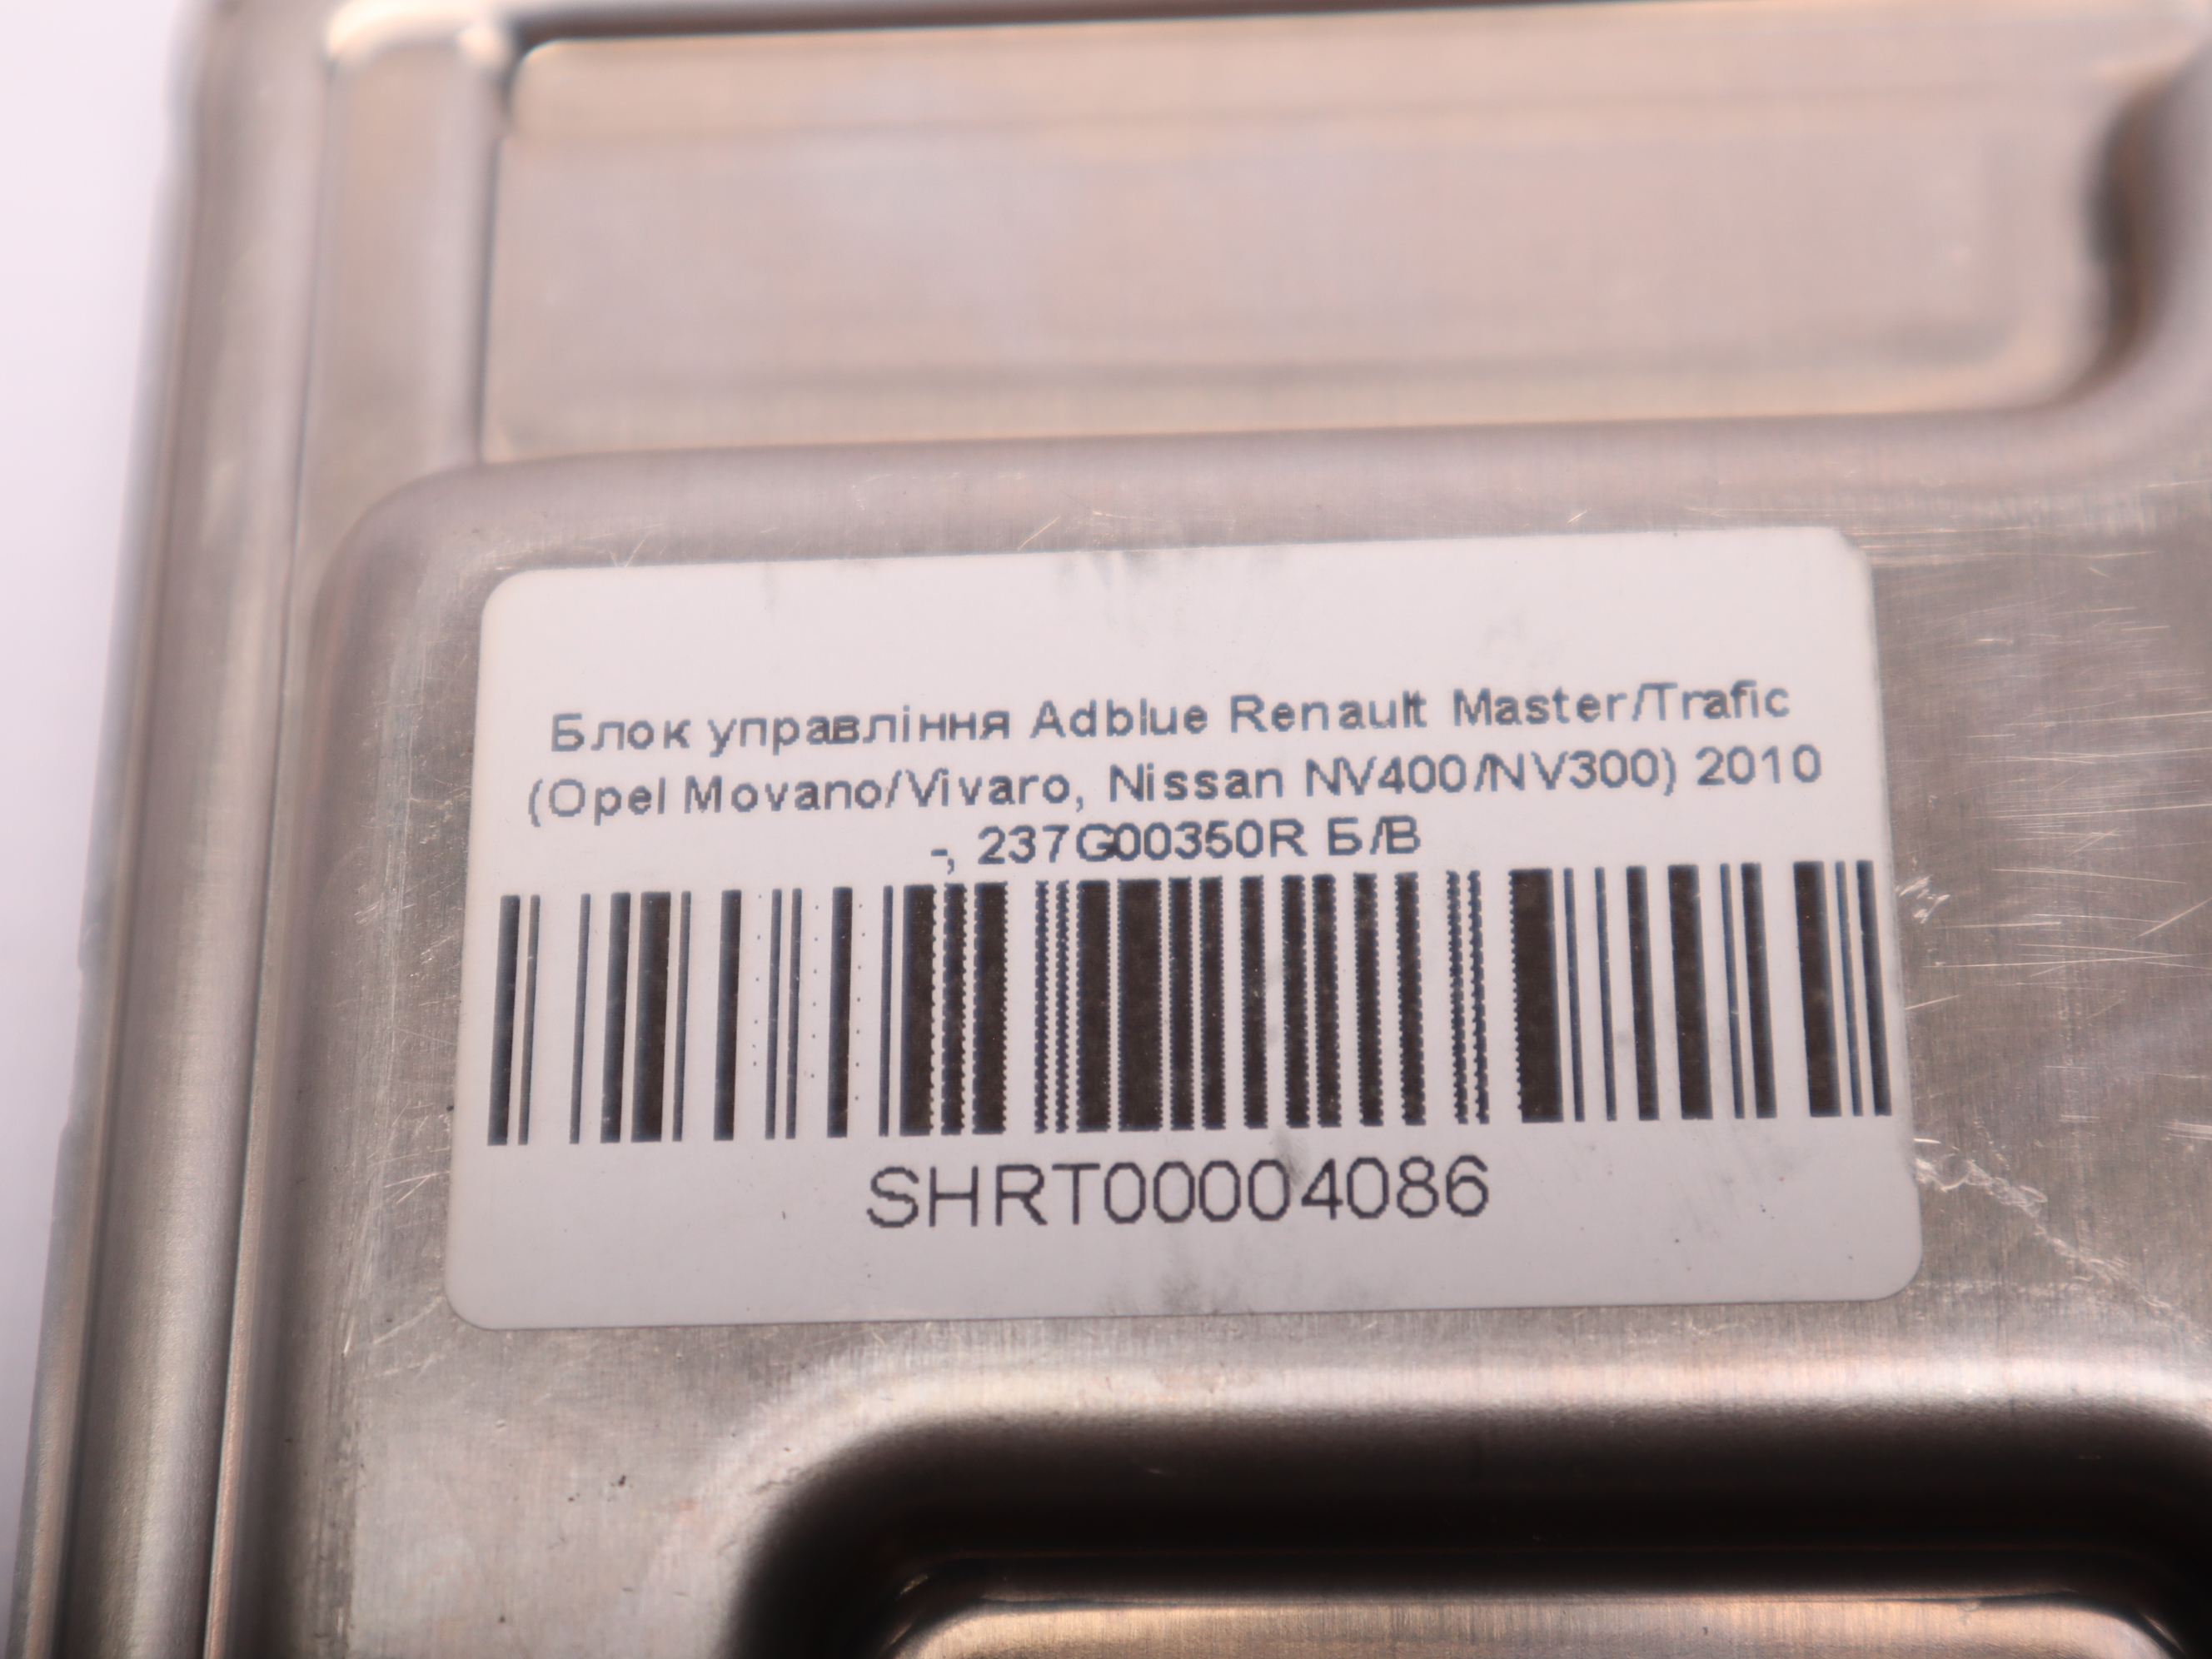 Блок управління Adblue Renault Master/Trafic
(Opel Movano/Vivaro, Nissan NV400/NV300) 2010
-, 237G00350R Б/В
SHRT00004086